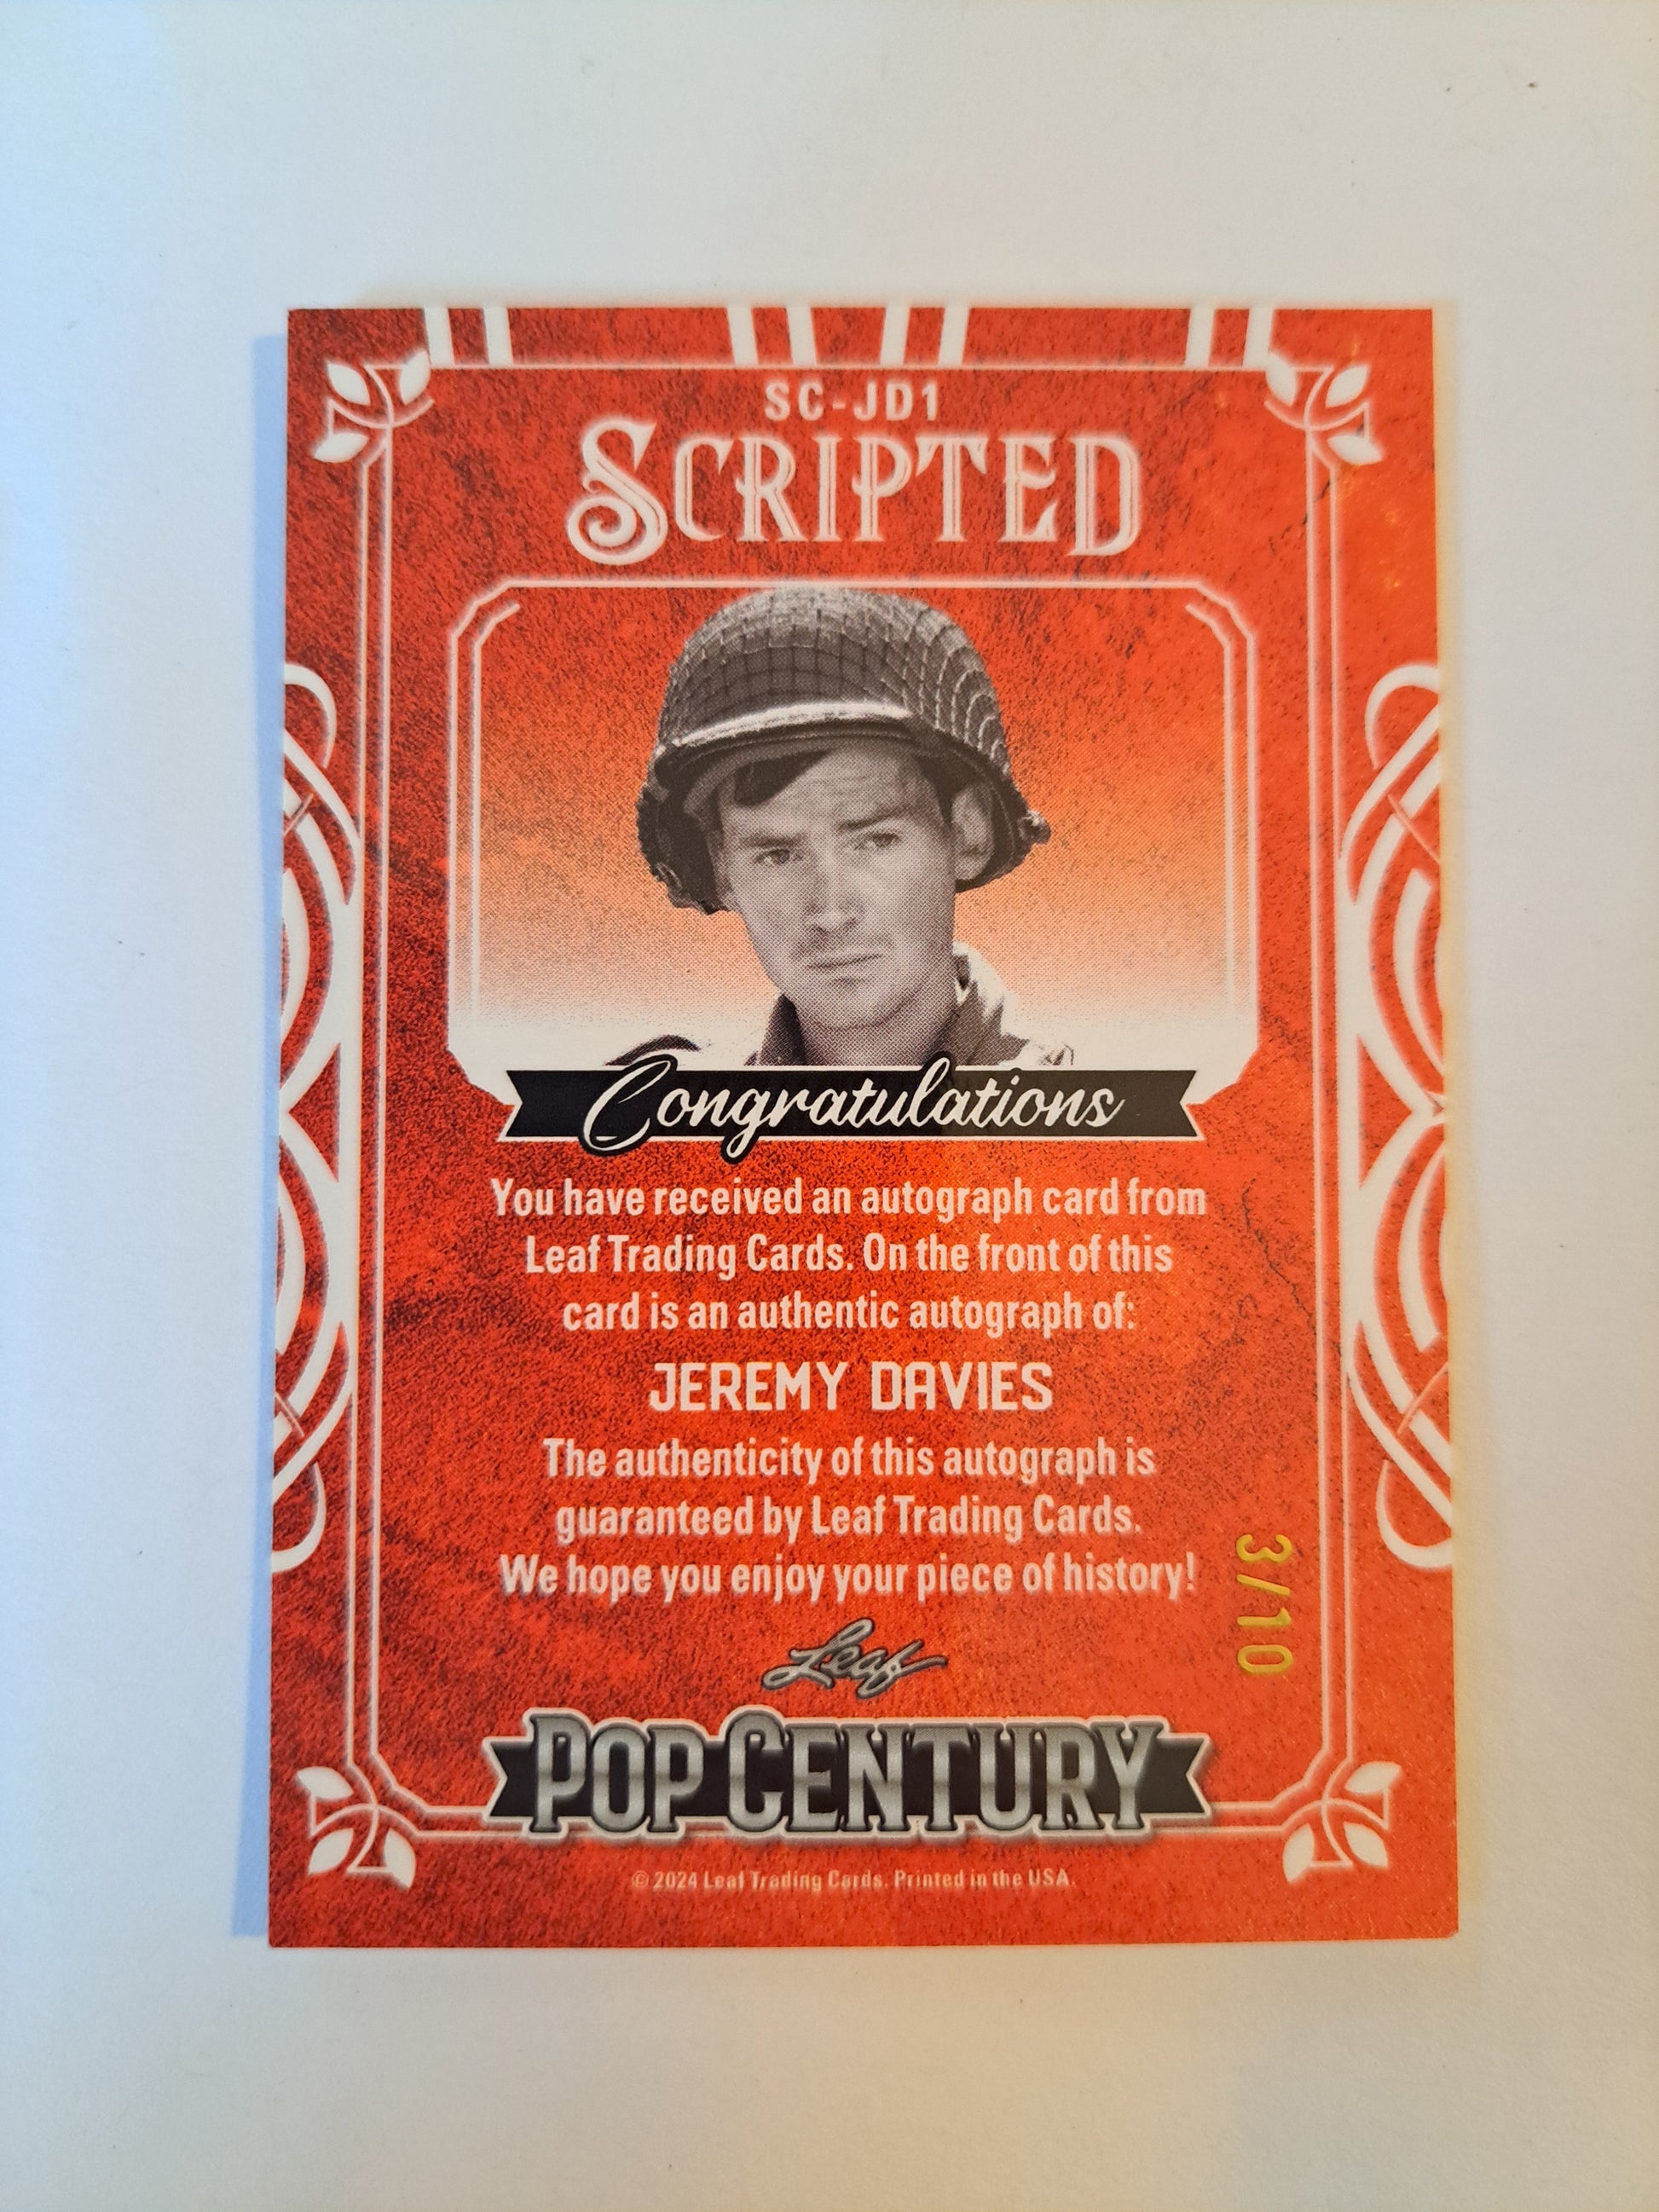 SC-JD1
SCRIPTED
Congratulations
You have received an autograph card from
Leaf Trading Cards. On the front of this
card is an authentic autograph of:
JEREMY DAVIES
The authenticity of this autograph is
guaranteed by Leaf Trading Cards.
We hope you enjoy your piece of history!
3/10
Leaf
POP CENTURY
© 2024 Leaf Trading Cards. Printed in the USA.